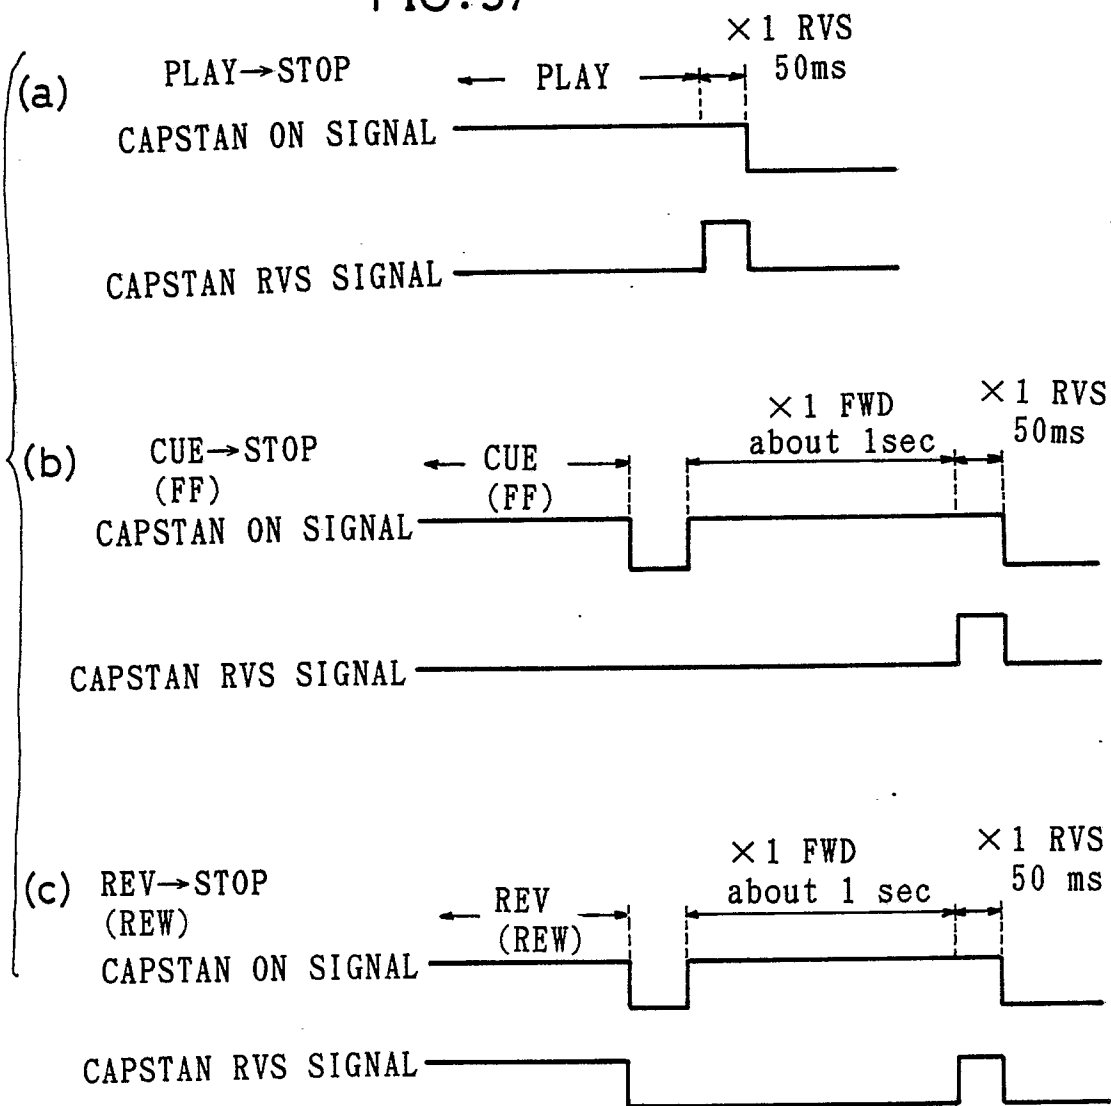 (a) PLAY→STOP ← PLAY → ×1 RVS
50ms
CAPSTAN ON SIGNAL
CAPSTAN RVS SIGNAL
(b) CUE→STOP
(FF)
← CUE →
(FF)
×1 FWD
about 1sec
×1 RVS
50ms
CAPSTAN ON SIGNAL
CAPSTAN RVS SIGNAL
(c) REV→STOP
(REW)
← REV →
(REW)
×1 FWD
about 1 sec
×1 RVS
50 ms
CAPSTAN ON SIGNAL
CAPSTAN RVS SIGNAL